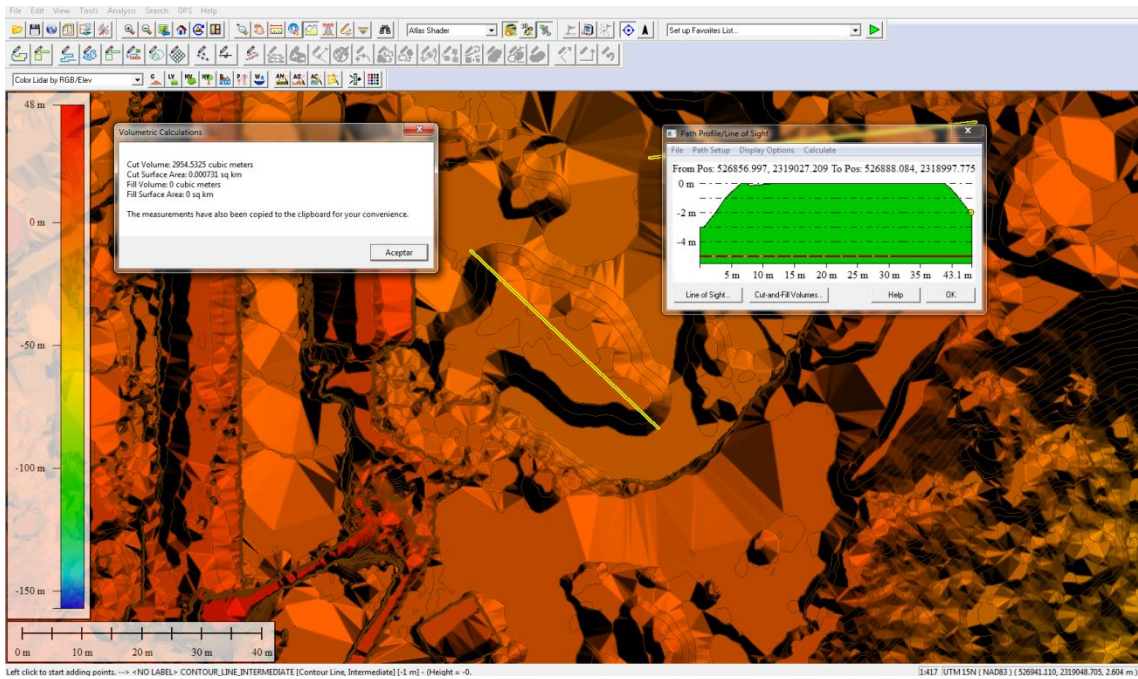 File Edit View Tools Analysis Search GPS Help
Atlas Shader
Set up Favorites List...
Color Lidar by RGB/Elev
48 m
0 m
-50 m
-100 m
-150 m
Volumetric Calculations
Cut Volume: 2954.5325 cubic meters
Cut Surface Area: 0.000731 sq km
Fill Volume: 0 cubic meters
Fill Surface Area: 0 sq km
The measurements have also been copied to the clipboard for your convenience.
Aceptar
Path Profile/Line of Sight
File Path Setup Display Options Calculate
From Pos: 526856.997, 2319027.209 To Pos: 526888.084, 2318997.775
0 m
-2 m
-4 m
5 m 10 m 15 m 20 m 25 m 30 m 35 m 43.1 m
Line of Sight... Cut-and-Fill Volumes... Help OK
0 m 10 m 20 m 30 m 40 m
Left click to start adding points. --> <NO LABEL> CONTOUR_LINE_INTERMEDIATE [Contour Line, Intermediate] [-1 m] - (Height = -0.
1:417 UTM 15N ( NAD83 ) ( 526941.110, 2319048.705, 2.604 m )